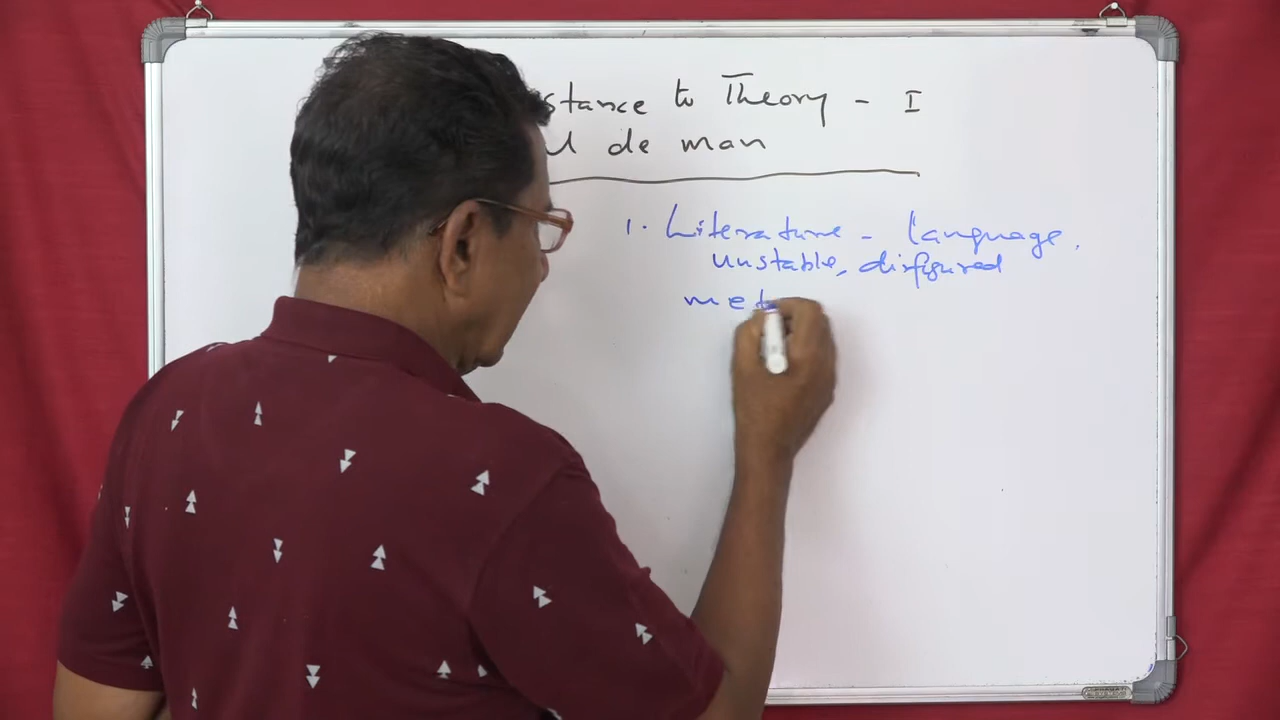 stance to Theory - I
de man
1. Literature - language.
unstable, disfigured
met